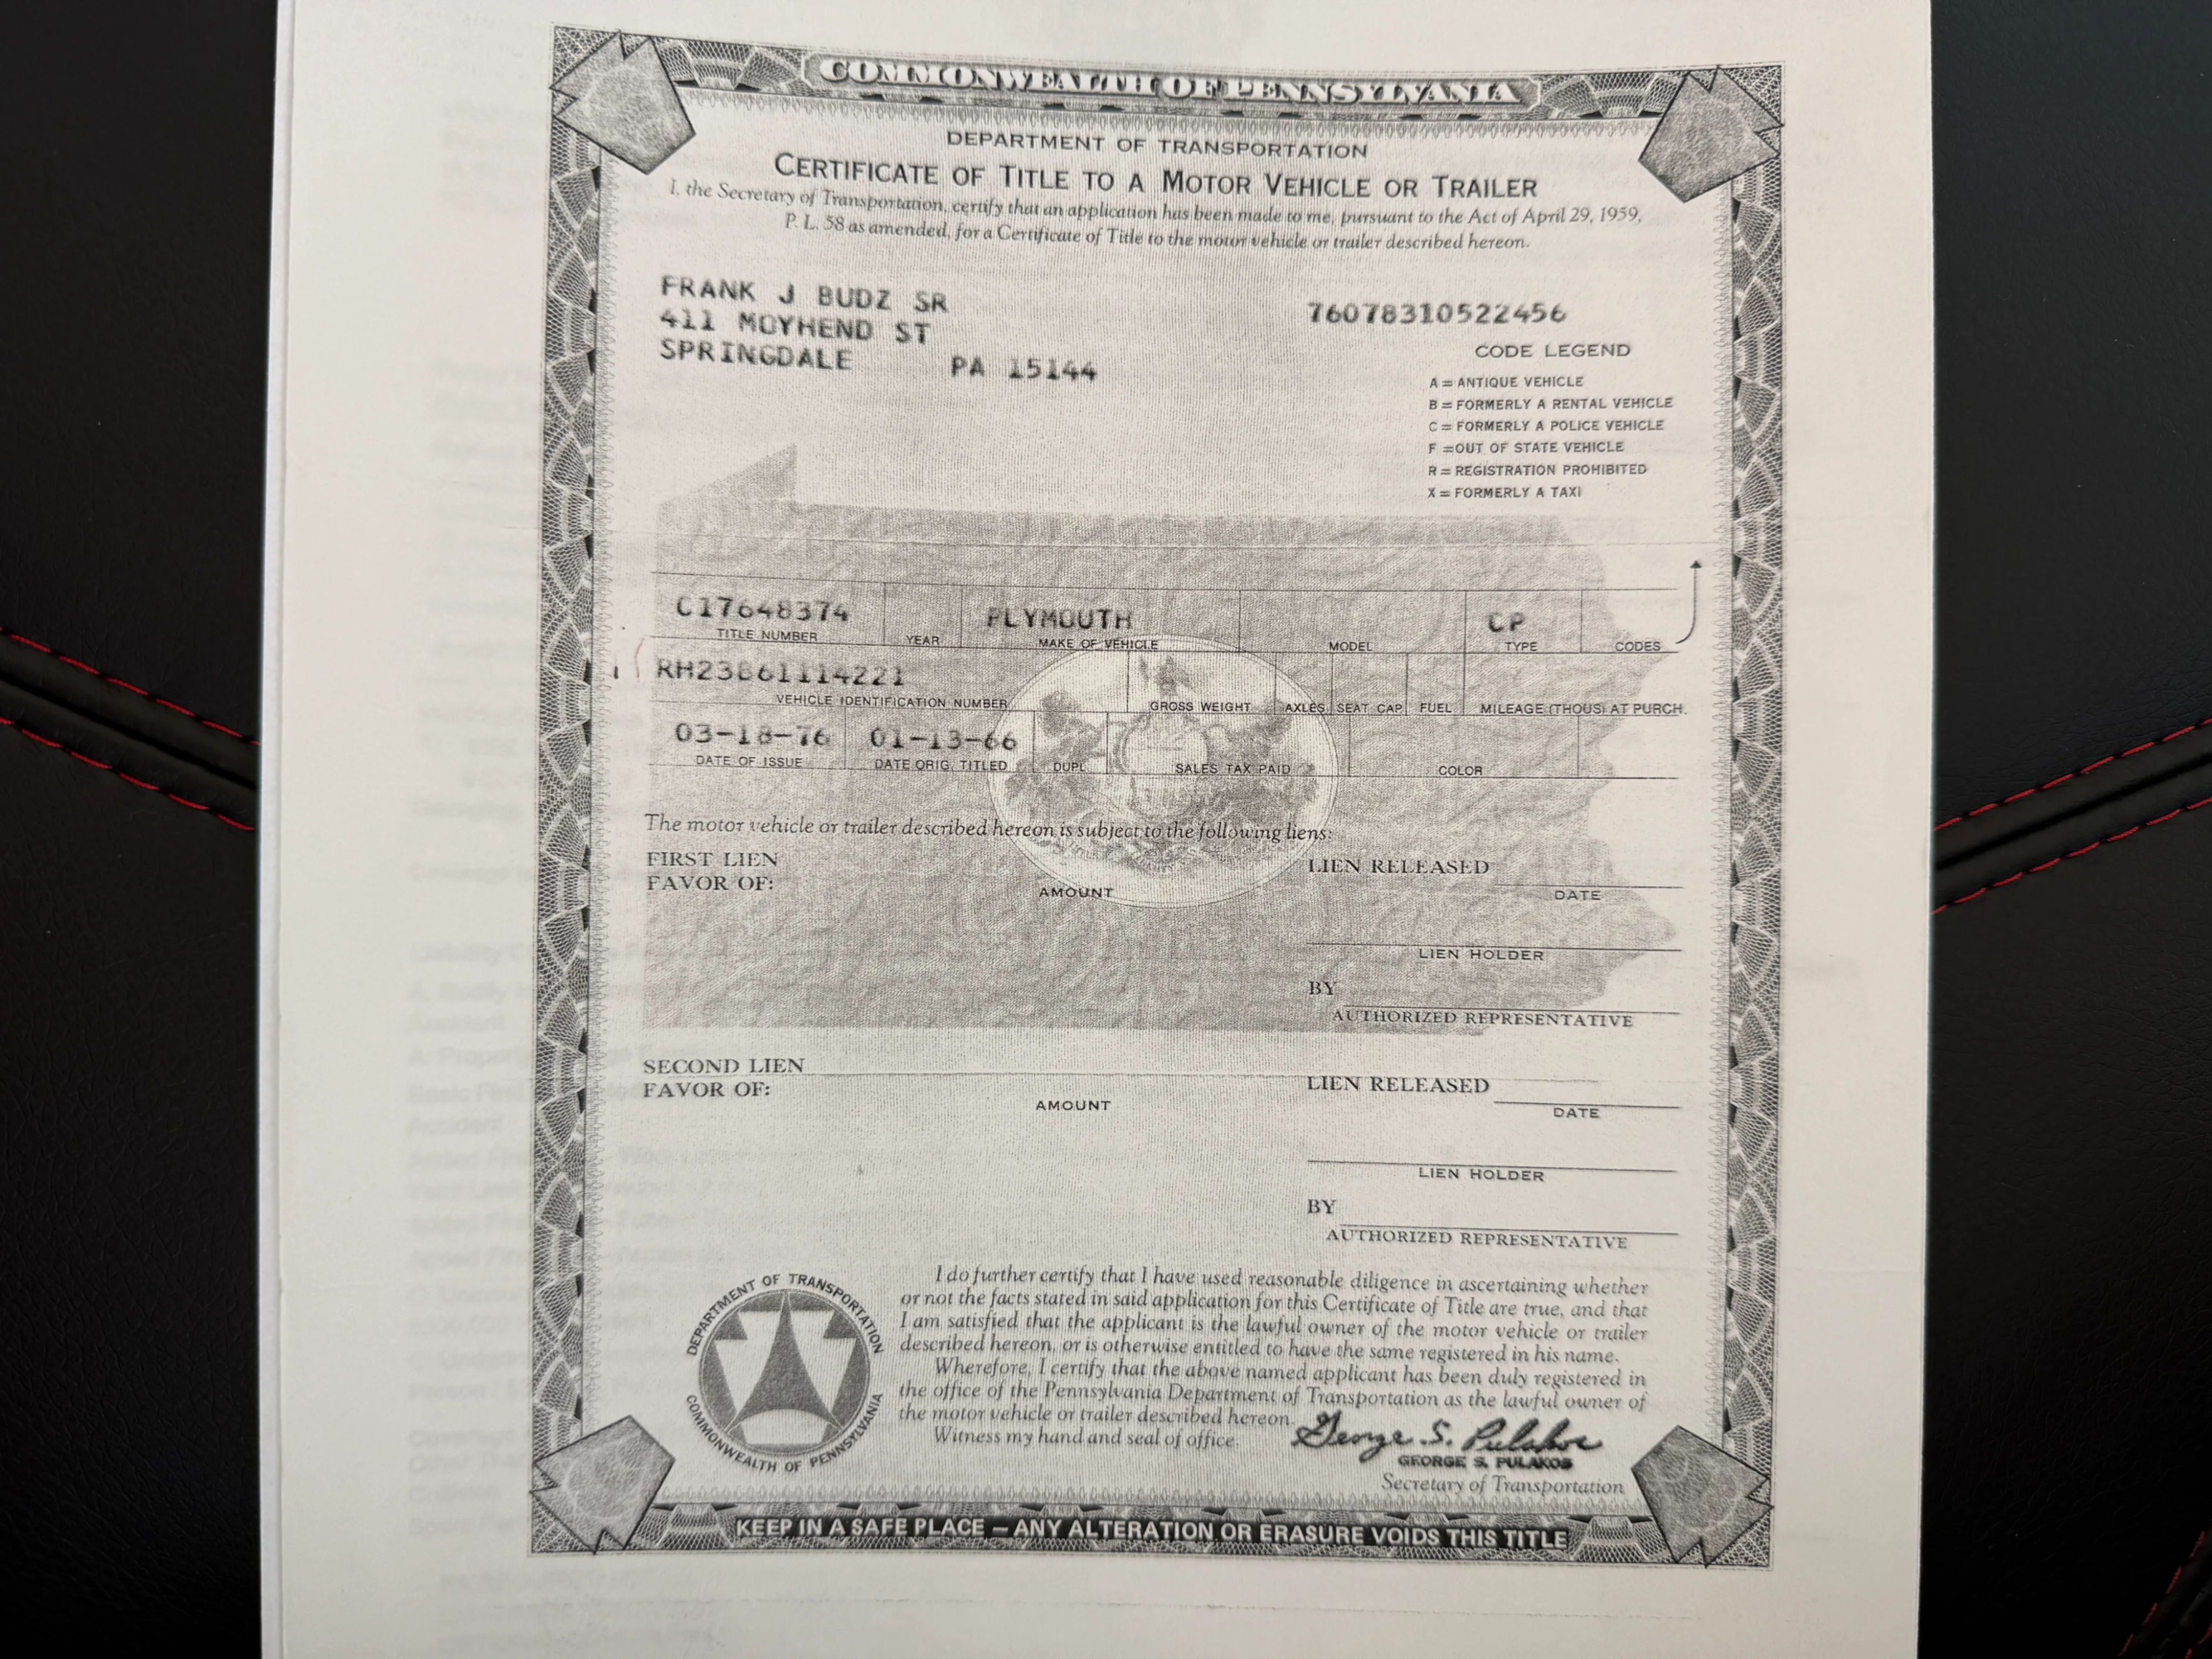 COMMONWEALTH OF PENNSYLVANIA
DEPARTMENT OF TRANSPORTATION
CERTIFICATE OF TITLE TO A MOTOR VEHICLE OR TRAILER
I, the Secretary of Transportation, certify that an application has been made to me, pursuant to the Act of April 29, 1959,
P. L. 58 as amended, for a Certificate of Title to the motor vehicle or trailer described hereon.
FRANK J BUDZ SR
411 MOYHEND ST
SPRINGDALE PA 15144
76078310522456
CODE LEGEND
A = ANTIQUE VEHICLE
B = FORMERLY A RENTAL VEHICLE
C = FORMERLY A POLICE VEHICLE
F = OUT OF STATE VEHICLE
R = REGISTRATION PROHIBITED
X = FORMERLY A TAXI
C17648374 PLYMOUTH CP
TITLE NUMBER YEAR MAKE OF VEHICLE MODEL TYPE CODES
RH23B61114221
VEHICLE IDENTIFICATION NUMBER GROSS WEIGHT AXLES SEAT CAP. FUEL MILEAGE (THOUS) AT PURCH.
03-18-76 01-13-66
DATE OF ISSUE DATE ORIG. TITLED DUPL SALES TAX PAID COLOR
The motor vehicle or trailer described hereon is subject to the following liens:
FIRST LIEN
FAVOR OF:
AMOUNT
LIEN RELEASED
DATE
LIEN HOLDER
BY
AUTHORIZED REPRESENTATIVE
SECOND LIEN
FAVOR OF:
AMOUNT
LIEN RELEASED
DATE
LIEN HOLDER
BY
AUTHORIZED REPRESENTATIVE
DEPARTMENT OF TRANSPORTATION
COMMONWEALTH OF PENNSYLVANIA
I do further certify that I have used reasonable diligence in ascertaining whether
or not the facts stated in said application for this Certificate of Title are true, and that
I am satisfied that the applicant is the lawful owner of the motor vehicle or trailer
described hereon, or is otherwise entitled to have the same registered in his name.
Wherefore, I certify that the above named applicant has been duly registered in
the office of the Pennsylvania Department of Transportation as the lawful owner of
the motor vehicle or trailer described hereon.
Witness my hand and seal of office.
George S. Pulakos
GEORGE S. PULAKOS
Secretary of Transportation
KEEP IN A SAFE PLACE — ANY ALTERATION OR ERASURE VOIDS THIS TITLE